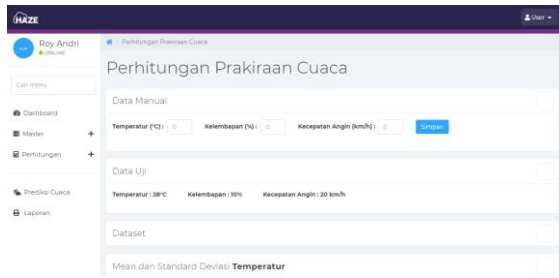 HAZE
User
Roy Andri
ONLINE
Cari menu
Dashboard
Master
Perhitungan
Prediksi Cuaca
Laporan
/ Perhitungan Prakiraan Cuaca
Perhitungan Prakiraan Cuaca
Data Manual
Temperatur (°C) : 0 Kelembapan (%) : 0 Kecepatan Angin (km/h) : 0 Simpan
Data Uji
Temperatur : 28°C Kelembapan : 10% Kecepatan Angin : 20 km/h
Dataset
Mean dan Standard Deviasi Temperatur